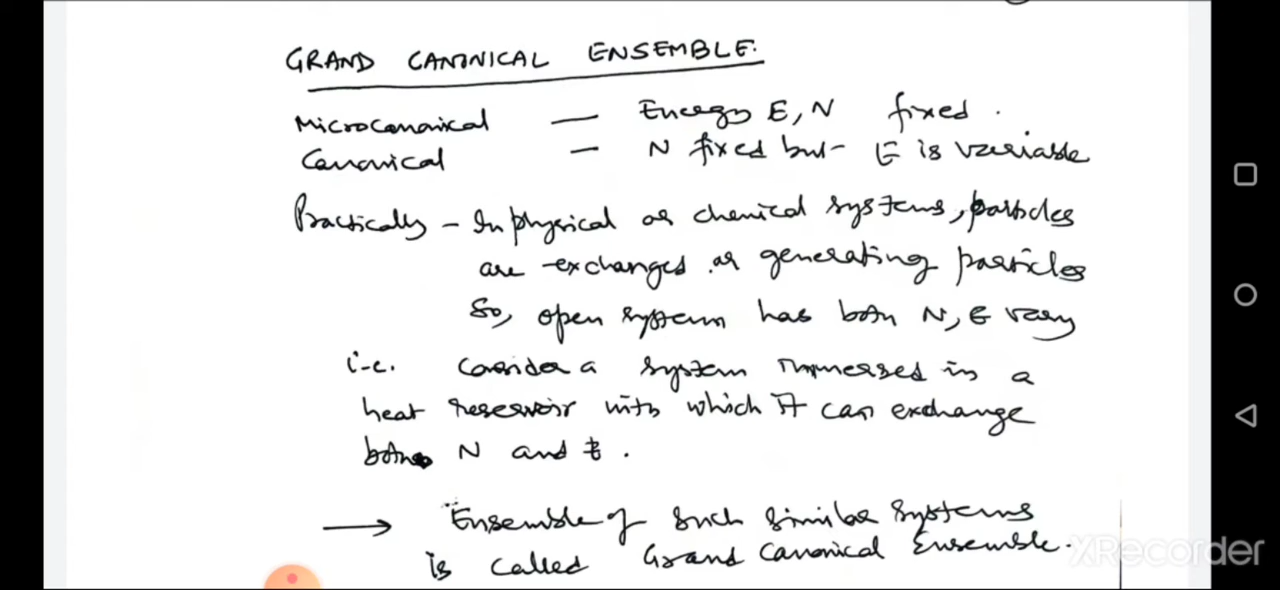 GRAND CANONICAL ENSEMBLE.
Microcanonical — Energy E, N fixed.
Canonical — N fixed but E is variable
Practically - In physical or chemical systems, particles
are exchanged or generating particles
So, open system has both N, E vary
i.e. Consider a system immersed in a
heat reservoir with which it can exchange
both N and E.
→ Ensemble of such similar systems
is called Grand Canonical Ensemble.
XRecorder